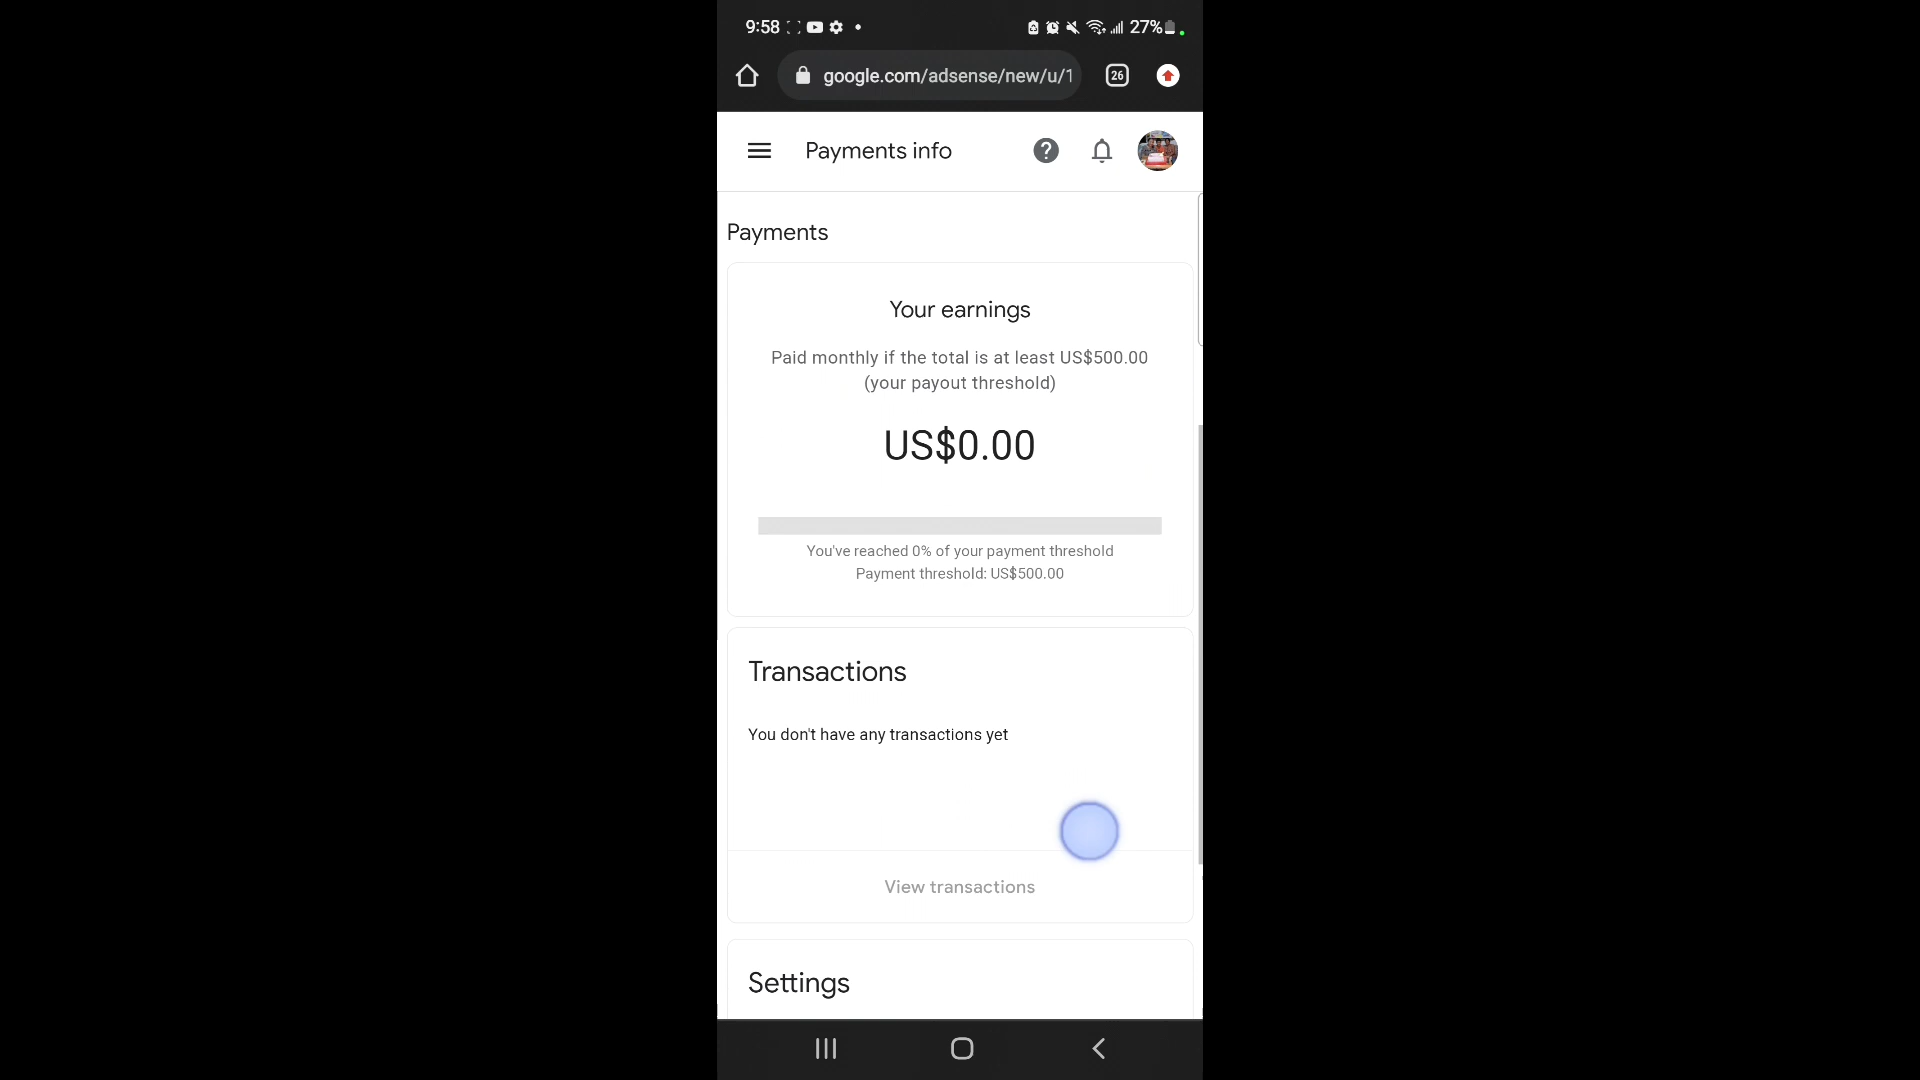 9:58
27%
google.com/adsense/new/u/1
26
Payments info
Payments
Your earnings
Paid monthly if the total is at least US$500.00
(your payout threshold)
US$0.00
You've reached 0% of your payment threshold
Payment threshold: US$500.00
Transactions
You don't have any transactions yet
View transactions
Settings